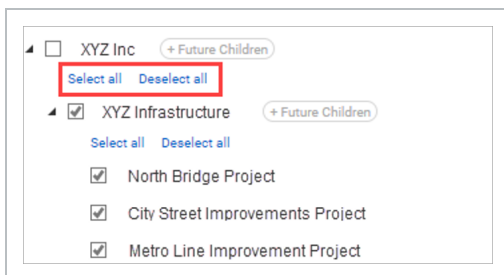 XYZ Inc (+ Future Children)
Select all Deselect all
XYZ Infrastructure (+ Future Children)
Select all Deselect all
North Bridge Project
City Street Improvements Project
Metro Line Improvement Project